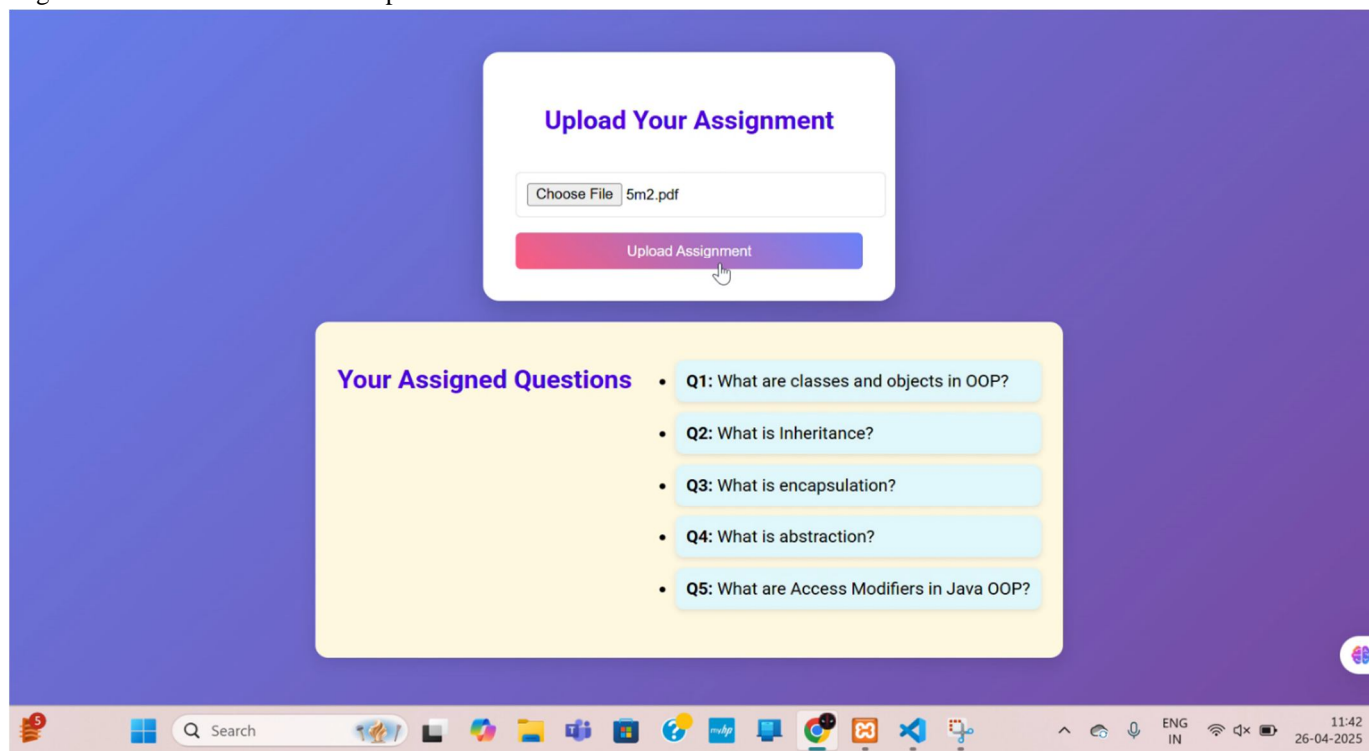 Upload Your Assignment
Choose File 5m2.pdf
Upload Assignment
Your Assigned Questions
Q1: What are classes and objects in OOP?
Q2: What is Inheritance?
Q3: What is encapsulation?
Q4: What is abstraction?
Q5: What are Access Modifiers in Java OOP?
5
Search
myhp
ENG
IN
11:42
26-04-2025